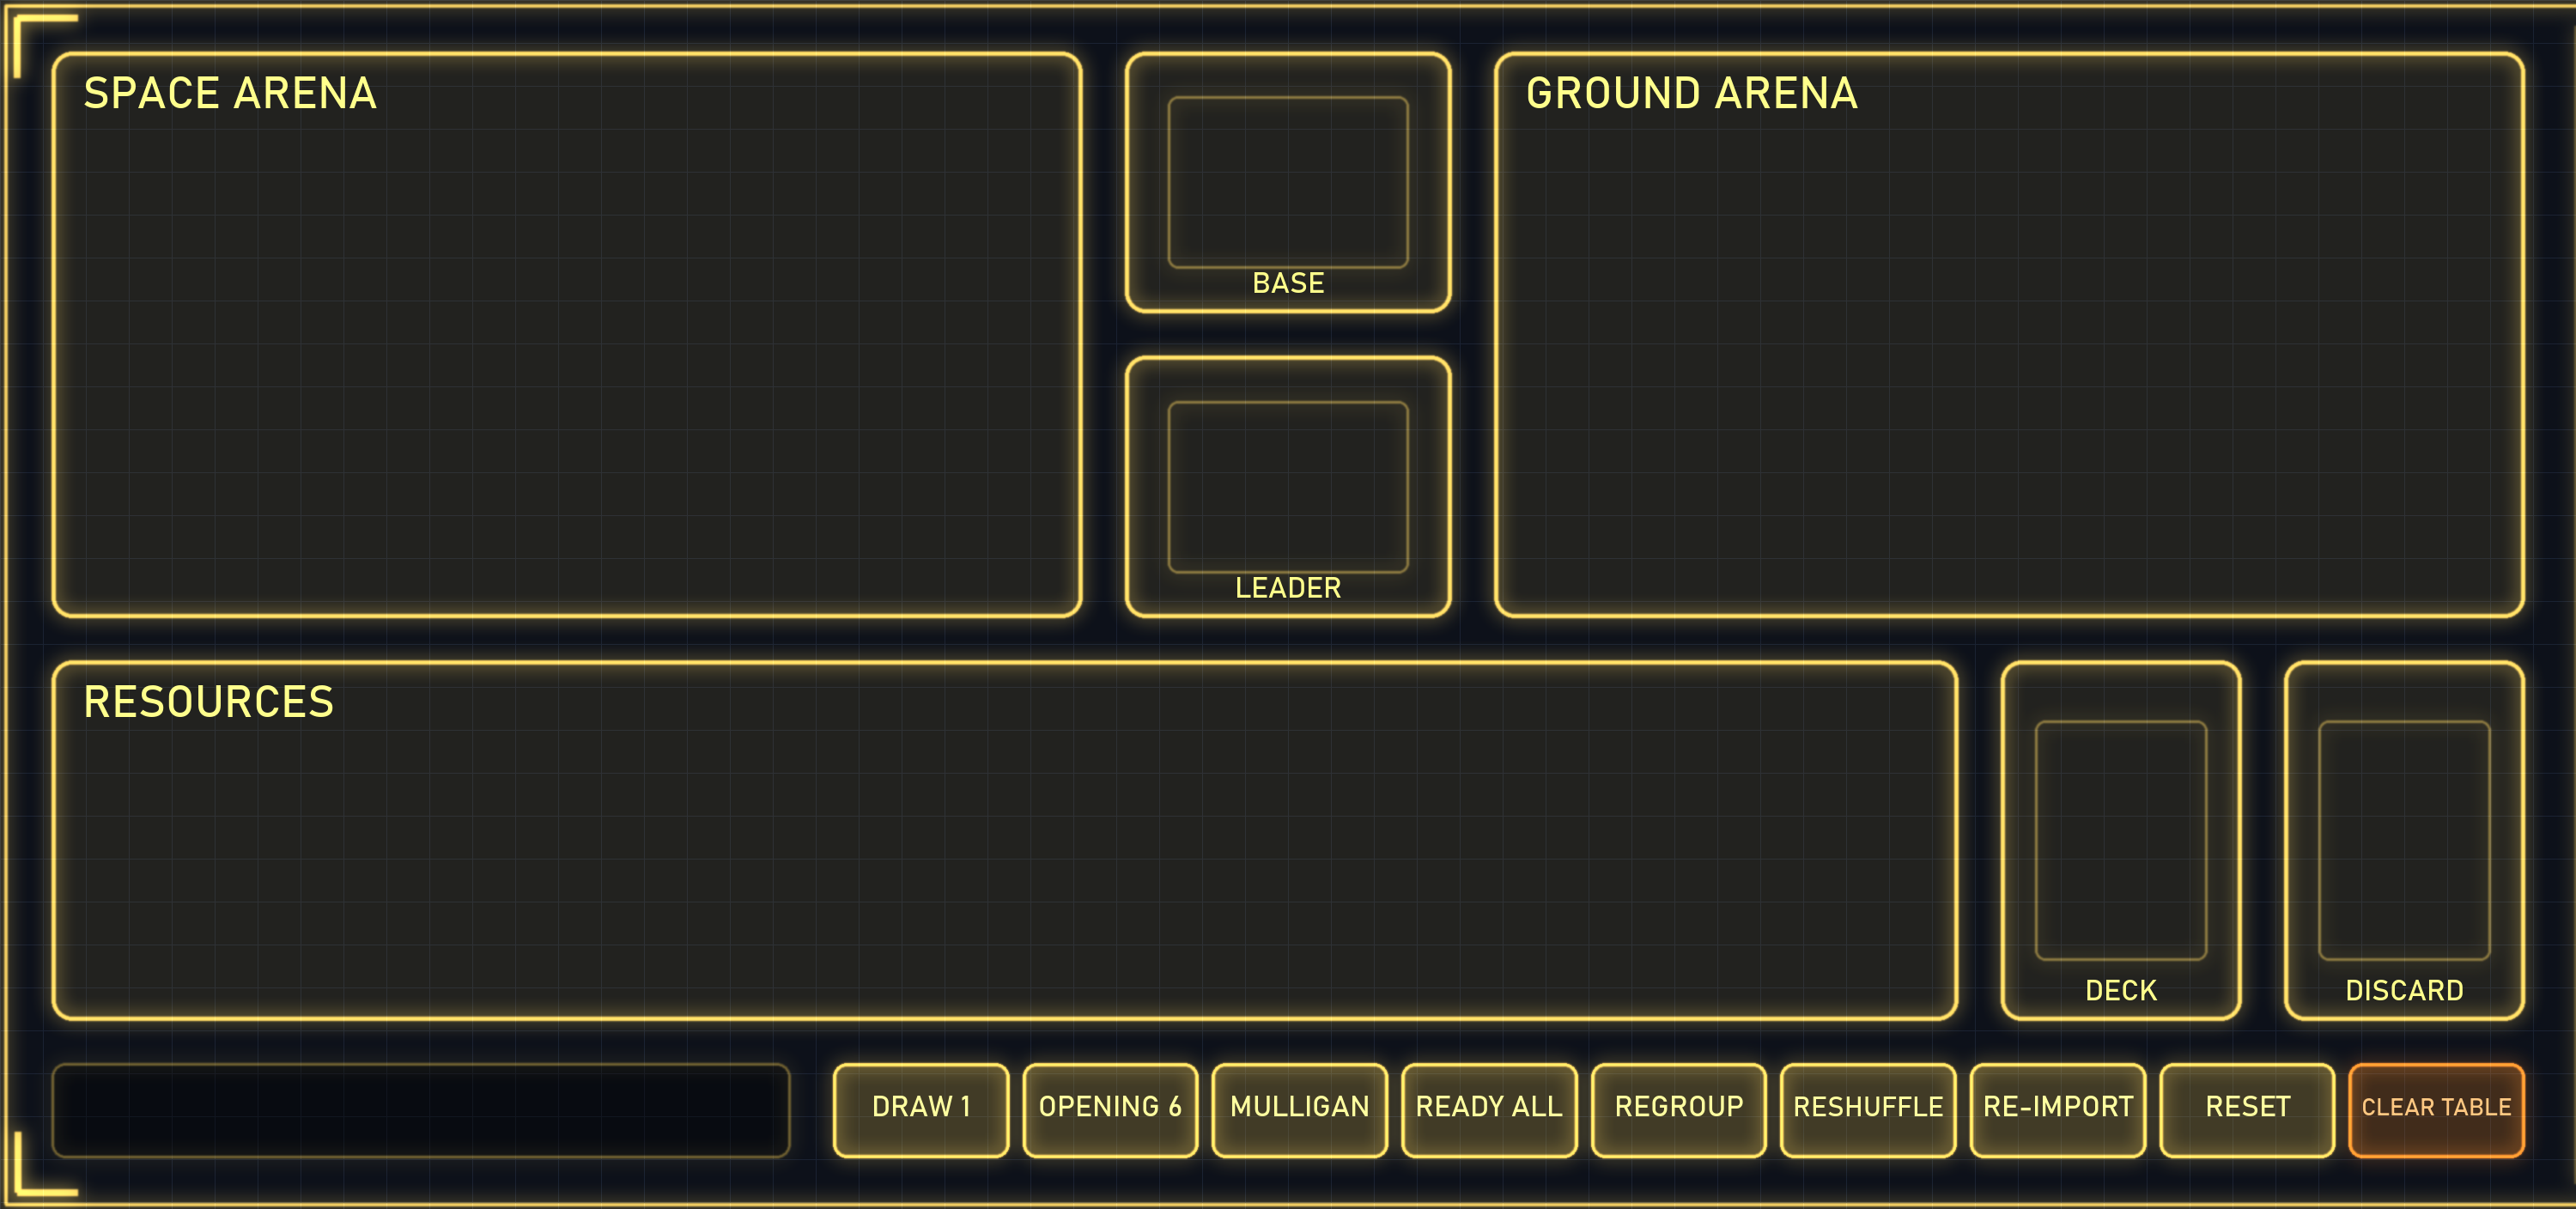 SPACE ARENA
BASE
GROUND ARENA
LEADER
RESOURCES
DECK
DISCARD
DRAW 1
OPENING 6
MULLIGAN
READY ALL
REGROUP
RESHUFFLE
RE-IMPORT
RESET
CLEAR TABLE